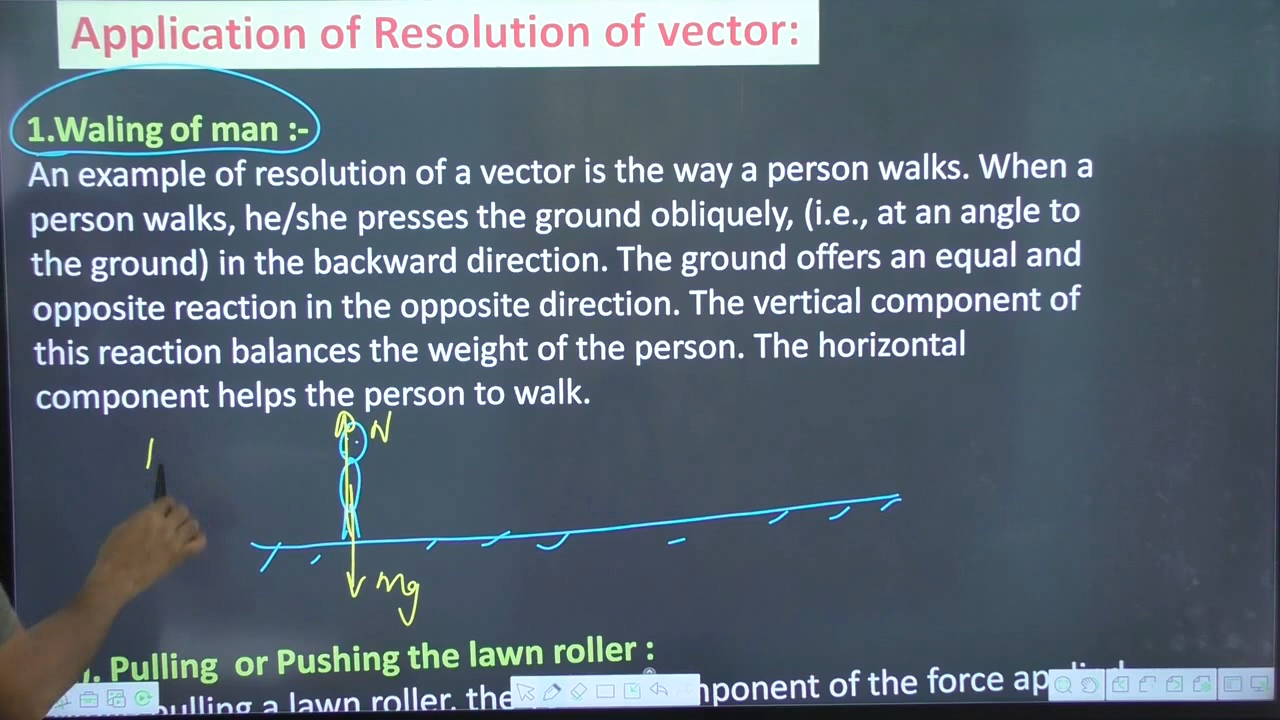 Application of Resolution of vector:
1.Waling of man :-
An example of resolution of a vector is the way a person walks. When a
person walks, he/she presses the ground obliquely, (i.e., at an angle to
the ground) in the backward direction. The ground offers an equal and
opposite reaction in the opposite direction. The vertical component of
this reaction balances the weight of the person. The horizontal
component helps the person to walk.
N
mg
. Pulling or Pushing the lawn roller :
pulling a lawn roller, the
component of the force applied